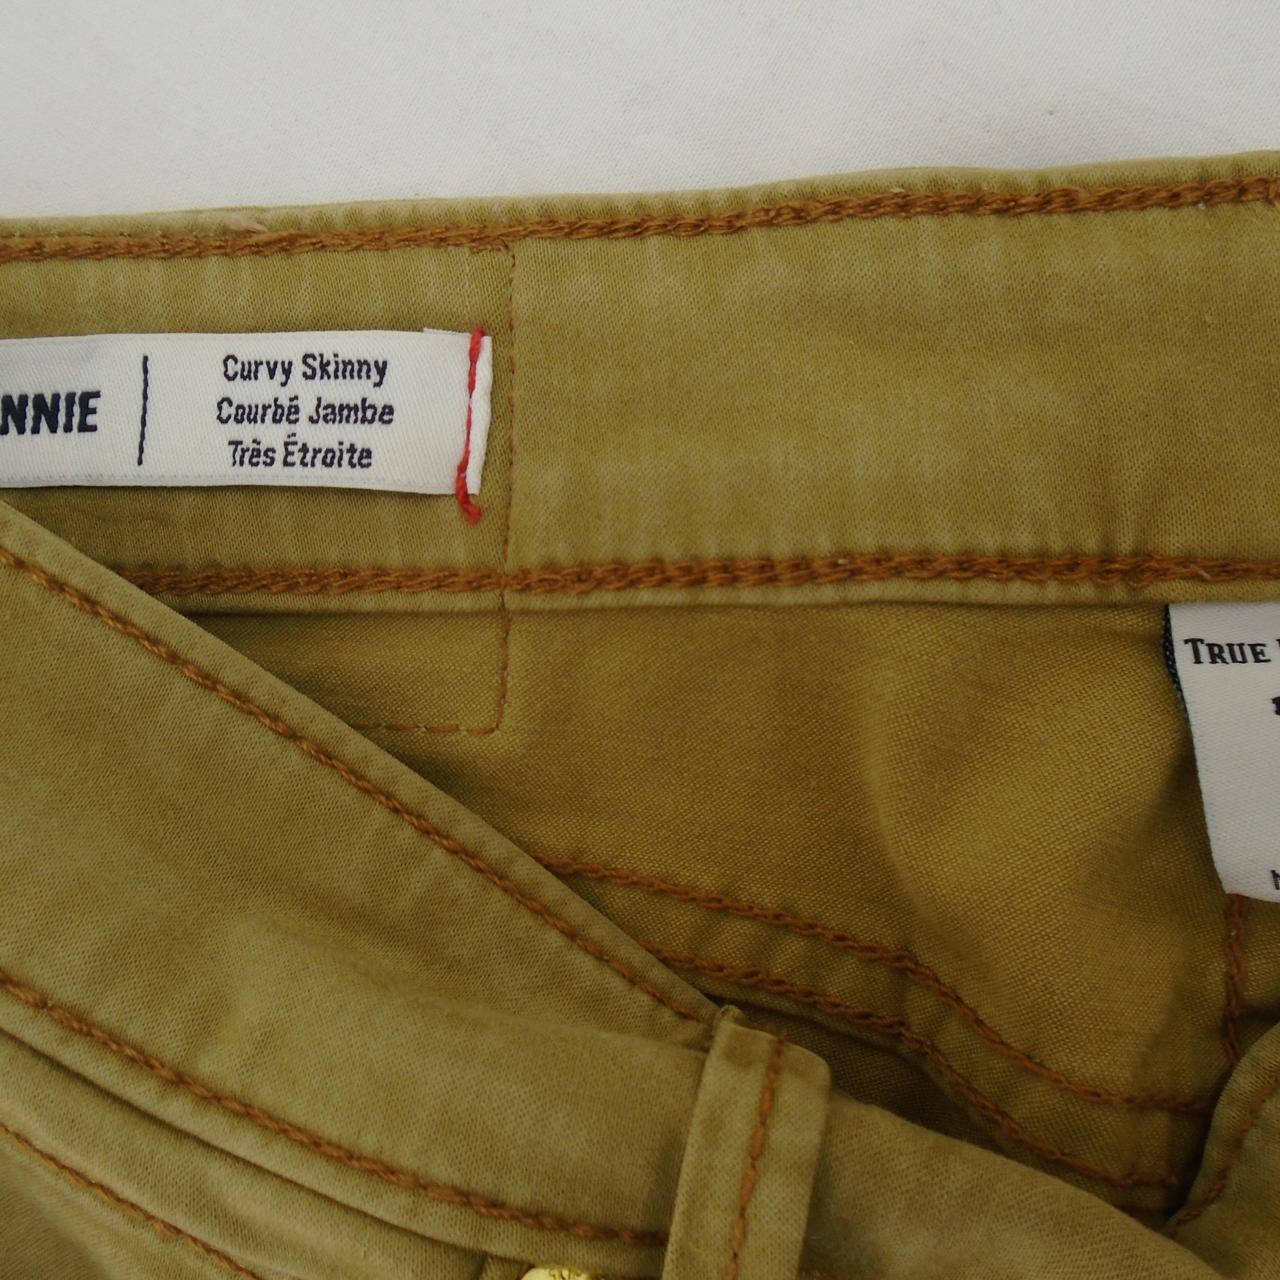 NNIE
Curvy Skinny
Courbé Jambe
Très Étroite
TRUE